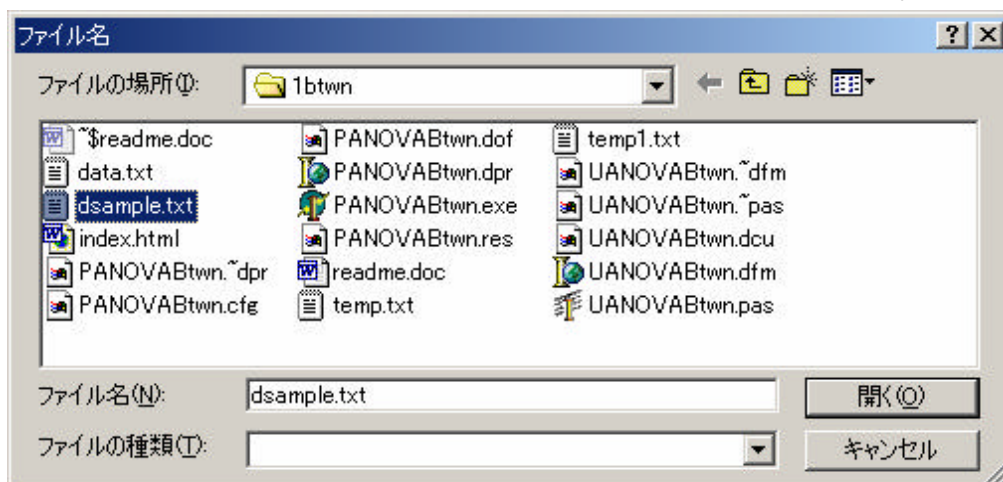 ファイル名
ファイルの場所(I): 1btwn
~$readme.doc PANOVABtwn.dof temp1.txt
data.txt PANOVABtwn.dpr UANOVABtwn.~dfm
dsample.txt PANOVABtwn.exe UANOVABtwn.~pas
index.html PANOVABtwn.res UANOVABtwn.dcu
PANOVABtwn.~dpr readme.doc UANOVABtwn.dfm
PANOVABtwn.cfg temp.txt UANOVABtwn.pas
ファイル名(N): dsample.txt 開く(O)
ファイルの種類(T): キャンセル